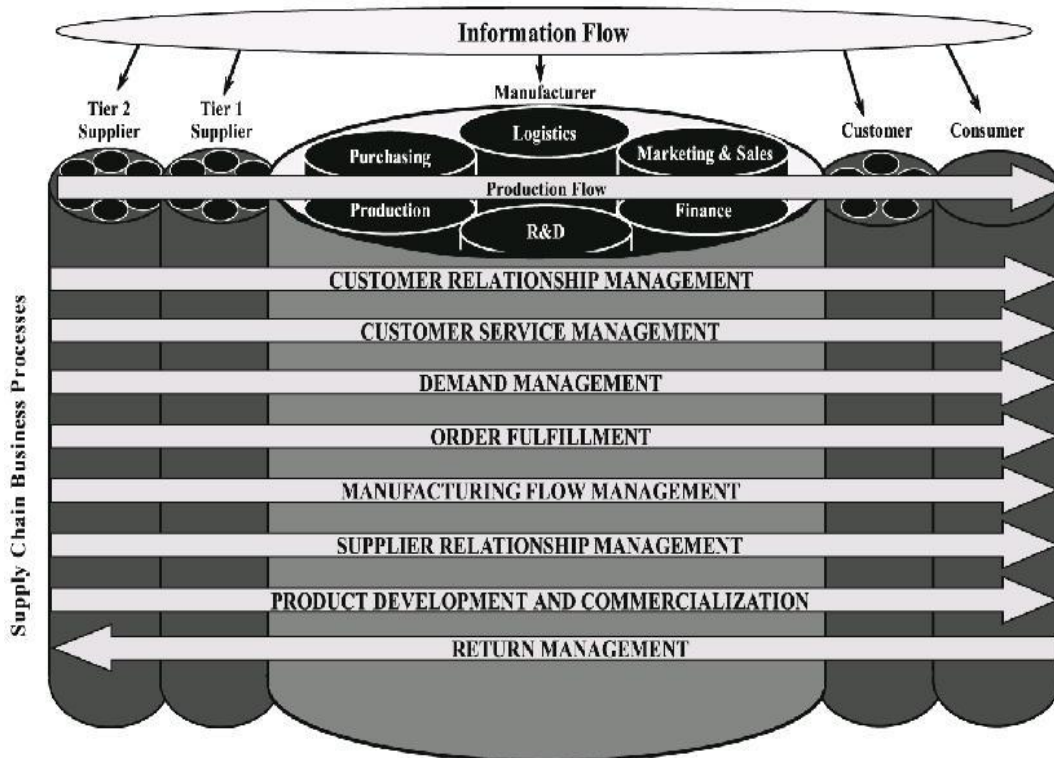 Information Flow
Tier 2
Supplier
Tier 1
Supplier
Manufacturer
Customer
Consumer
Logistics
Purchasing
Marketing & Sales
Production Flow
Production
Finance
R&D
Supply Chain Business Processes
CUSTOMER RELATIONSHIP MANAGEMENT
CUSTOMER SERVICE MANAGEMENT
DEMAND MANAGEMENT
ORDER FULFILLMENT
MANUFACTURING FLOW MANAGEMENT
SUPPLIER RELATIONSHIP MANAGEMENT
PRODUCT DEVELOPMENT AND COMMERCIALIZATION
RETURN MANAGEMENT